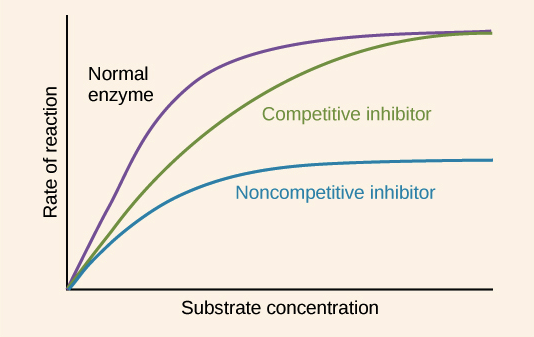 Normal
enzyme
Competitive inhibitor
Noncompetitive inhibitor
Rate of reaction
Substrate concentration